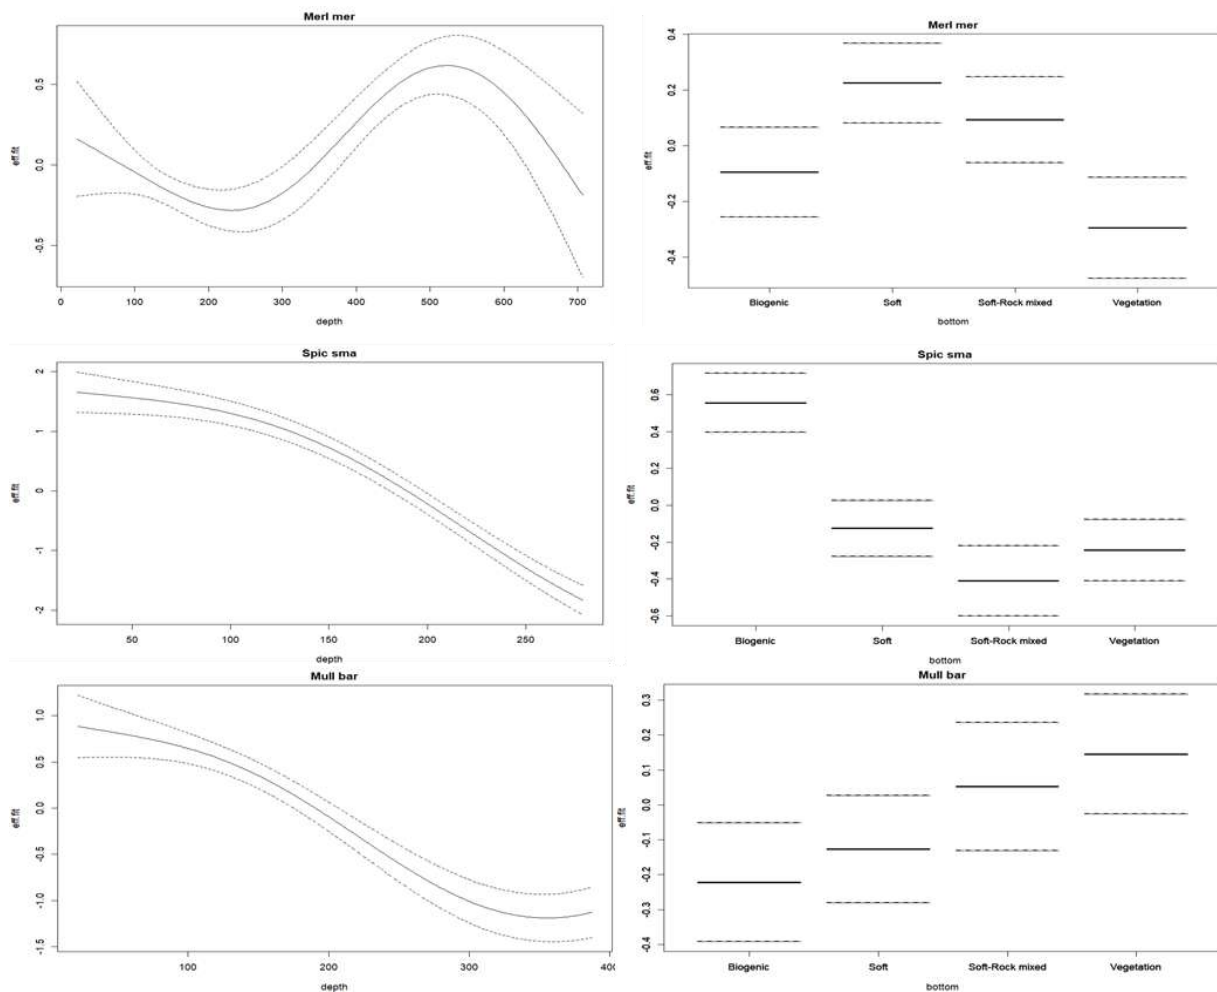 Merl mer
eff.fit
0.5
0.0
-0.5
0 100 200 300 400 500 600 700
depth
Merl mer
eff.fit
0.4
0.2
0.0
-0.2
-0.4
Biogenic Soft Soft-Rock mixed Vegetation
bottom
Spic sma
eff.fit
2
1
0
-1
-2
50 100 150 200 250
depth
Spic sma
eff.fit
0.6
0.4
0.2
0.0
-0.2
-0.4
-0.6
Biogenic Soft Soft-Rock mixed Vegetation
bottom
Mull bar
eff.fit
1.0
0.5
0.0
-0.5
-1.0
-1.5
100 200 300 400
depth
Mull bar
eff.fit
0.3
0.2
0.1
0.0
-0.1
-0.2
-0.3
-0.4
Biogenic Soft Soft-Rock mixed Vegetation
bottom